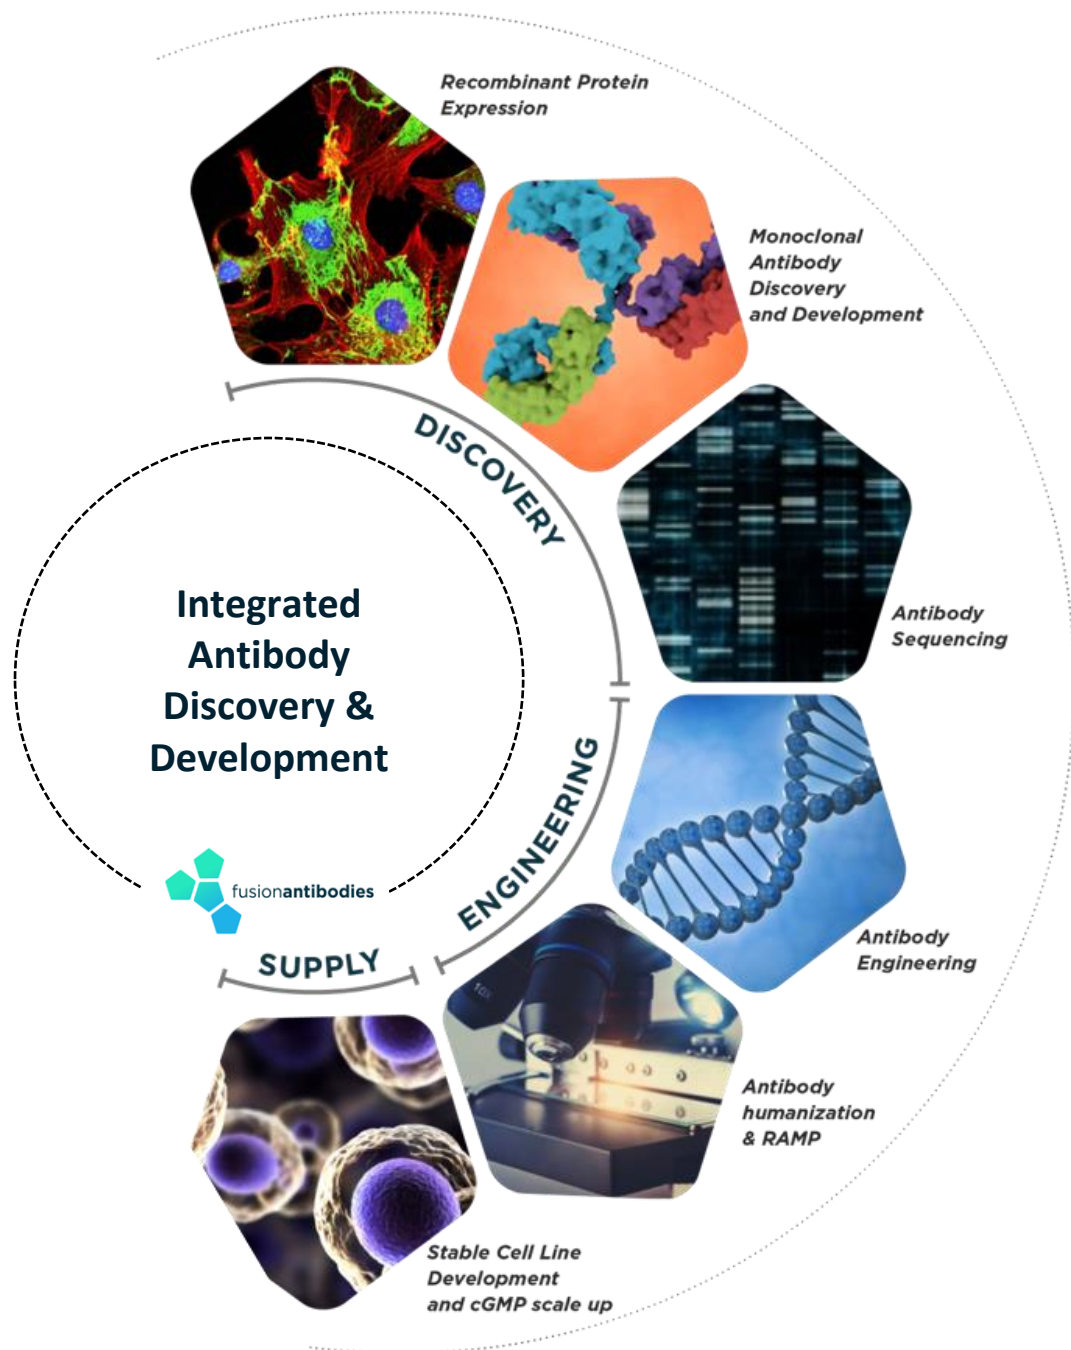 Recombinant Protein
Expression
Monoclonal
Antibody
Discovery
and Development
DISCOVERY
Integrated
Antibody
Discovery &
Development
Antibody
Sequencing
ENGINEERING
fusionantibodies
Antibody
Engineering
SUPPLY
10X
Antibody
humanization
& RAMP
Stable Cell Line
Development
and cGMP scale up